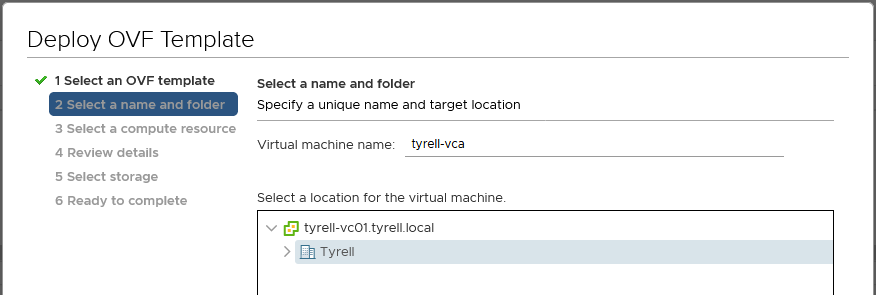 Deploy OVF Template
1 Select an OVF template
2 Select a name and folder
3 Select a compute resource
4 Review details
5 Select storage
6 Ready to complete
Select a name and folder
Specify a unique name and target location
Virtual machine name: tyrell-vca
Select a location for the virtual machine.
tyrell-vc01.tyrell.local
Tyrell